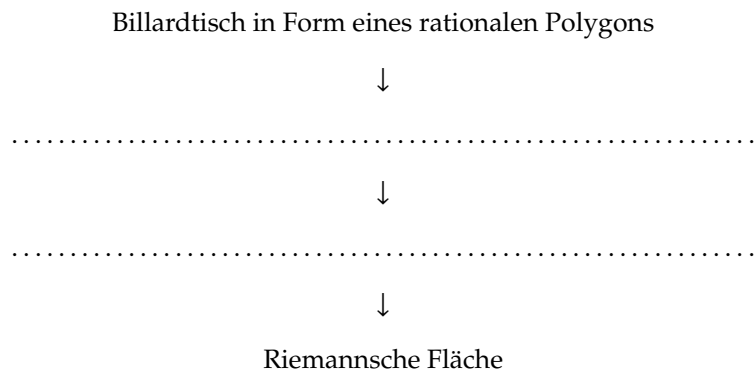 Billardtisch in Form eines rationalen Polygons
↓
. . . . . . . . . . . . . . . . . . . . . . . . . . . . . . . . . . . . . . . . . . . . . . . . . . . . . . . . . . . . . . .
↓
. . . . . . . . . . . . . . . . . . . . . . . . . . . . . . . . . . . . . . . . . . . . . . . . . . . . . . . . . . . . . . .
↓
Riemannsche Fläche